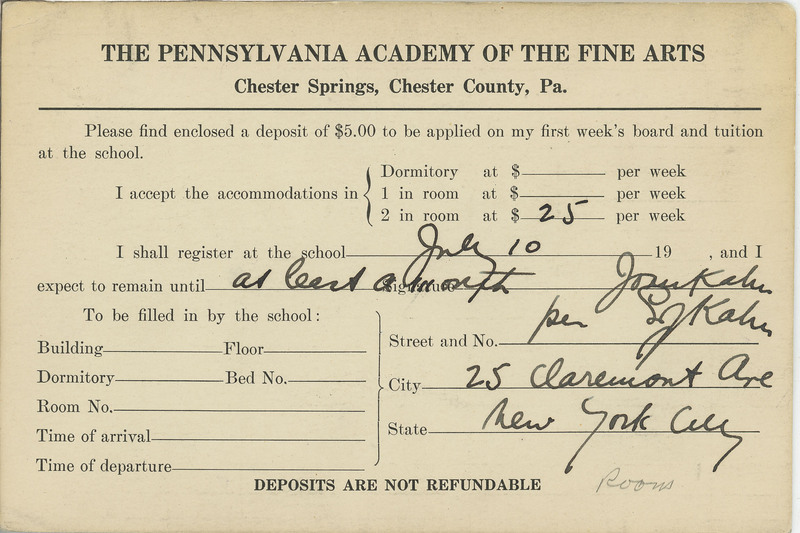 THE PENNSYLVANIA ACADEMY OF THE FINE ARTS
Chester Springs, Chester County, Pa.
Please find enclosed a deposit of $5.00 to be applied on my first week's board and tuition
at the school.
I accept the accommodations in
Dormitory at $ per week
1 in room at $ per week
2 in room at $ 25 per week
I shall register at the school July 10 19 , and I
expect to remain until at least a month Signature Joan Kahn
To be filled in by the school: per Kahn
Street and No.
Building Floor
Dormitory Bed No. City 25 Claremont Ave
Room No.
State New York City
Time of arrival
Time of departure
DEPOSITS ARE NOT REFUNDABLE Rooms